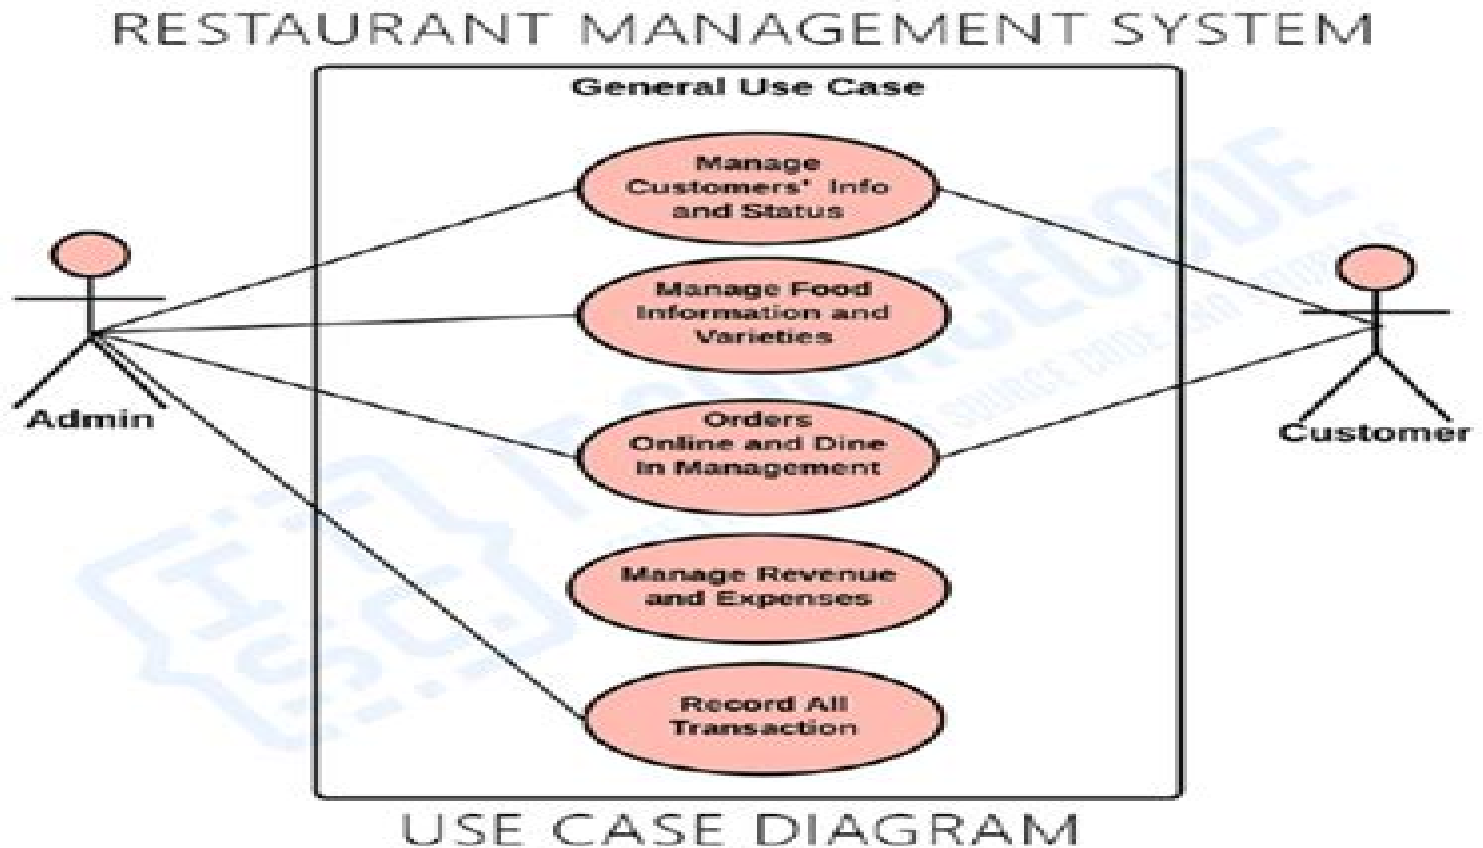 RESTAURANT MANAGEMENT SYSTEM
General Use Case
Manage
Customers' Info
and Status
Manage Food
Information and
Varieties
Orders
Online and Dine
In Management
Manage Revenue
and Expenses
Record All
Transaction
Admin
Customer
USE CASE DIAGRAM